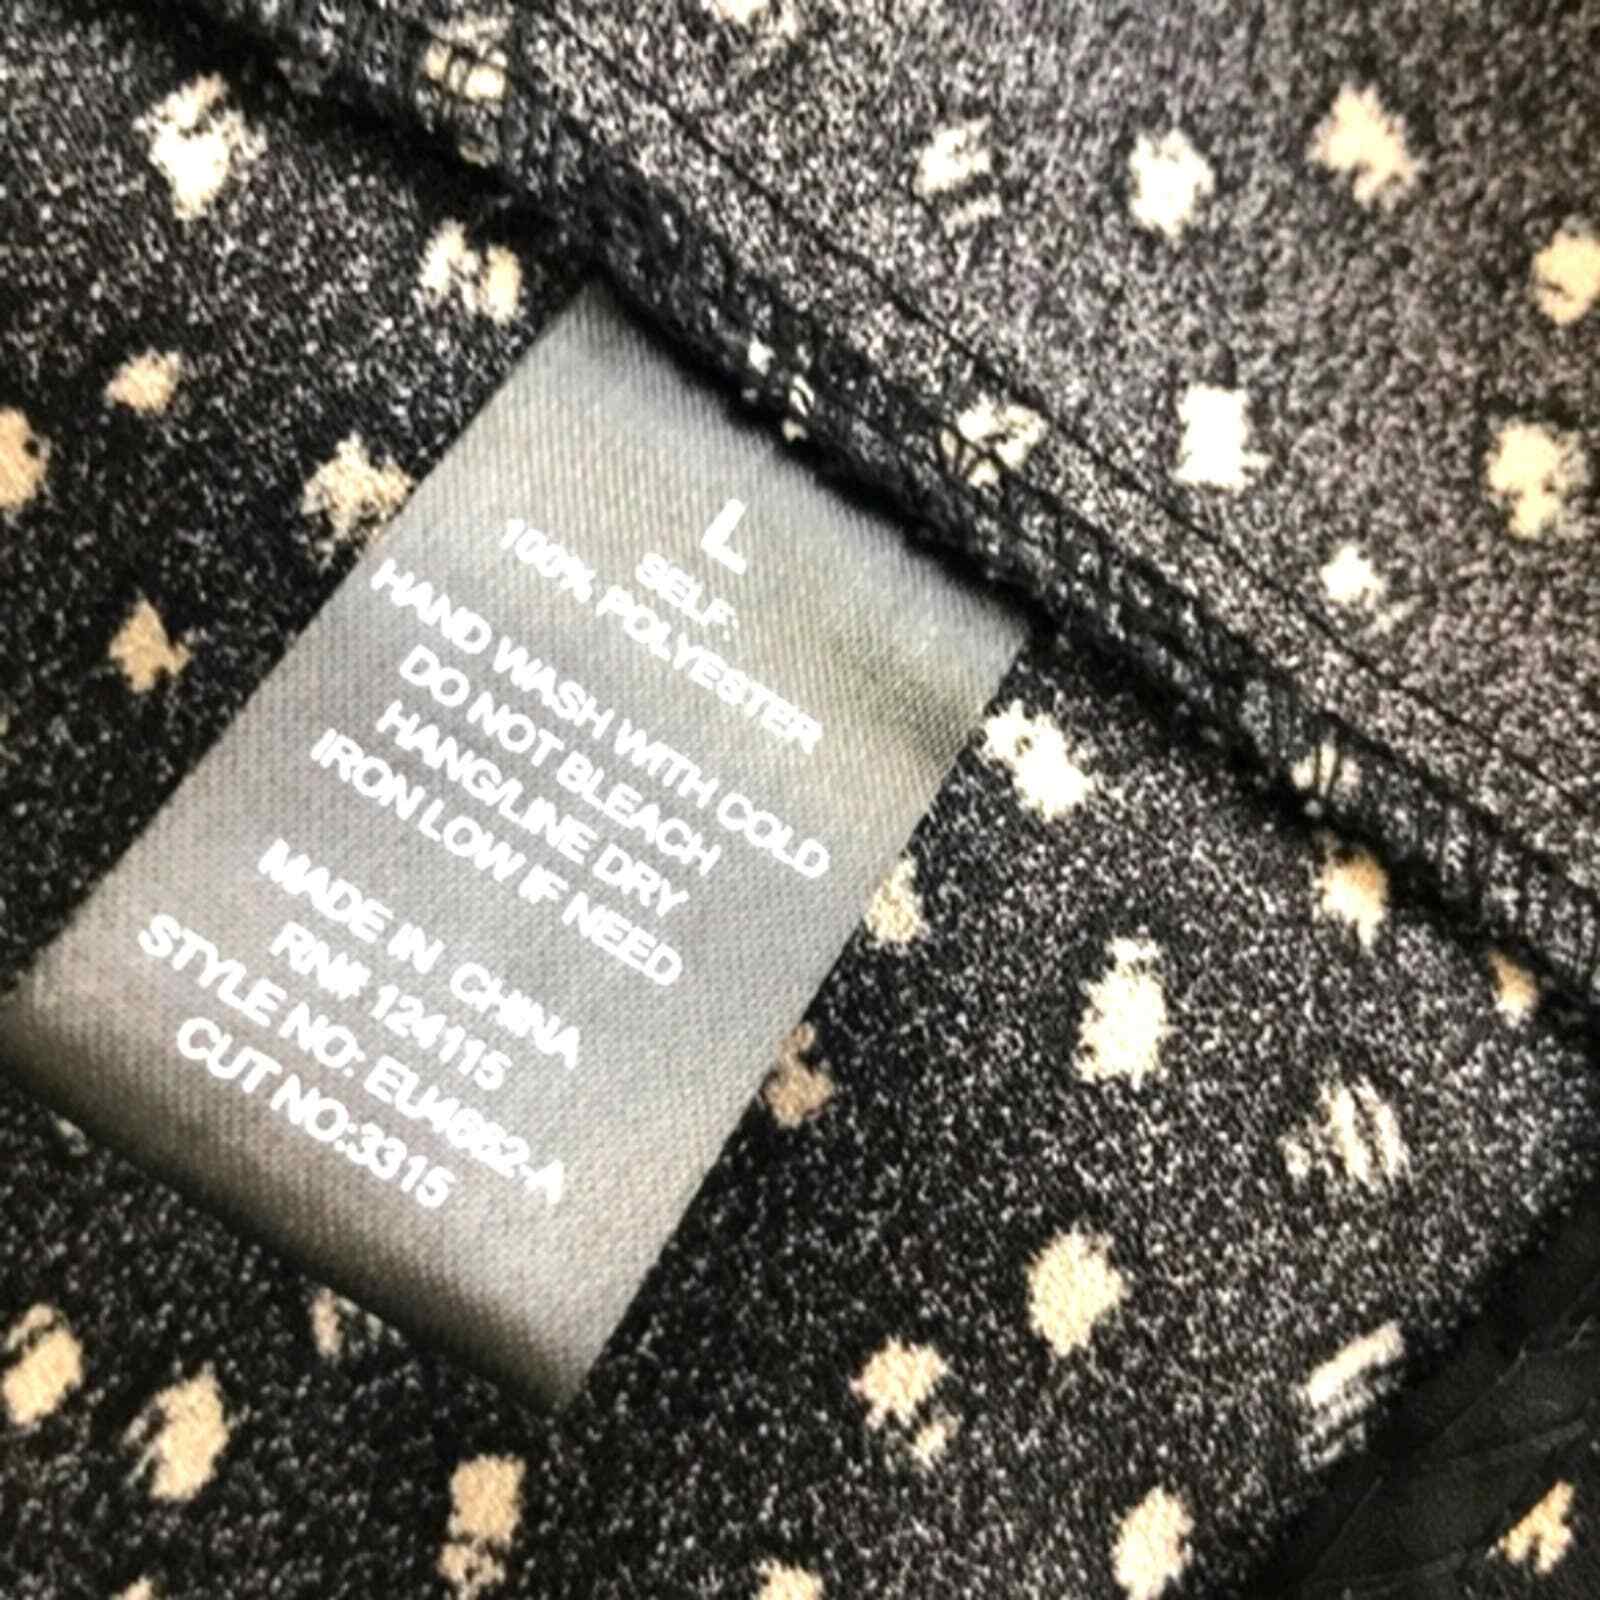 L
SELF:
100% POLYESTER
HAND WASH WITH COLD
DO NOT BLEACH
HANG/LINE DRY
IRON LOW IF NEED
MADE IN CHINA
RN# 124115
STYLE NO: EU4662-A
CUT NO:3315